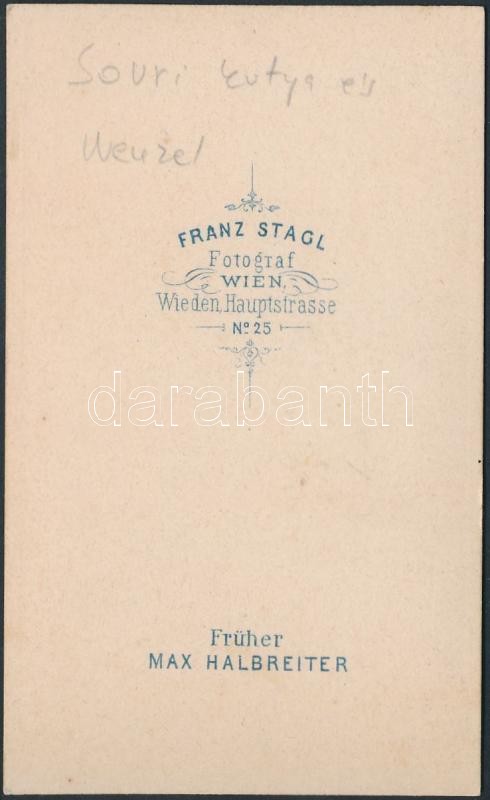 Souri kutya és
Wenzel
FRANZ STAGL
Fotograf
WIEN,
Wieden, Hauptstrasse
Nº 25
darabanth
Früher
MAX HALBREITER